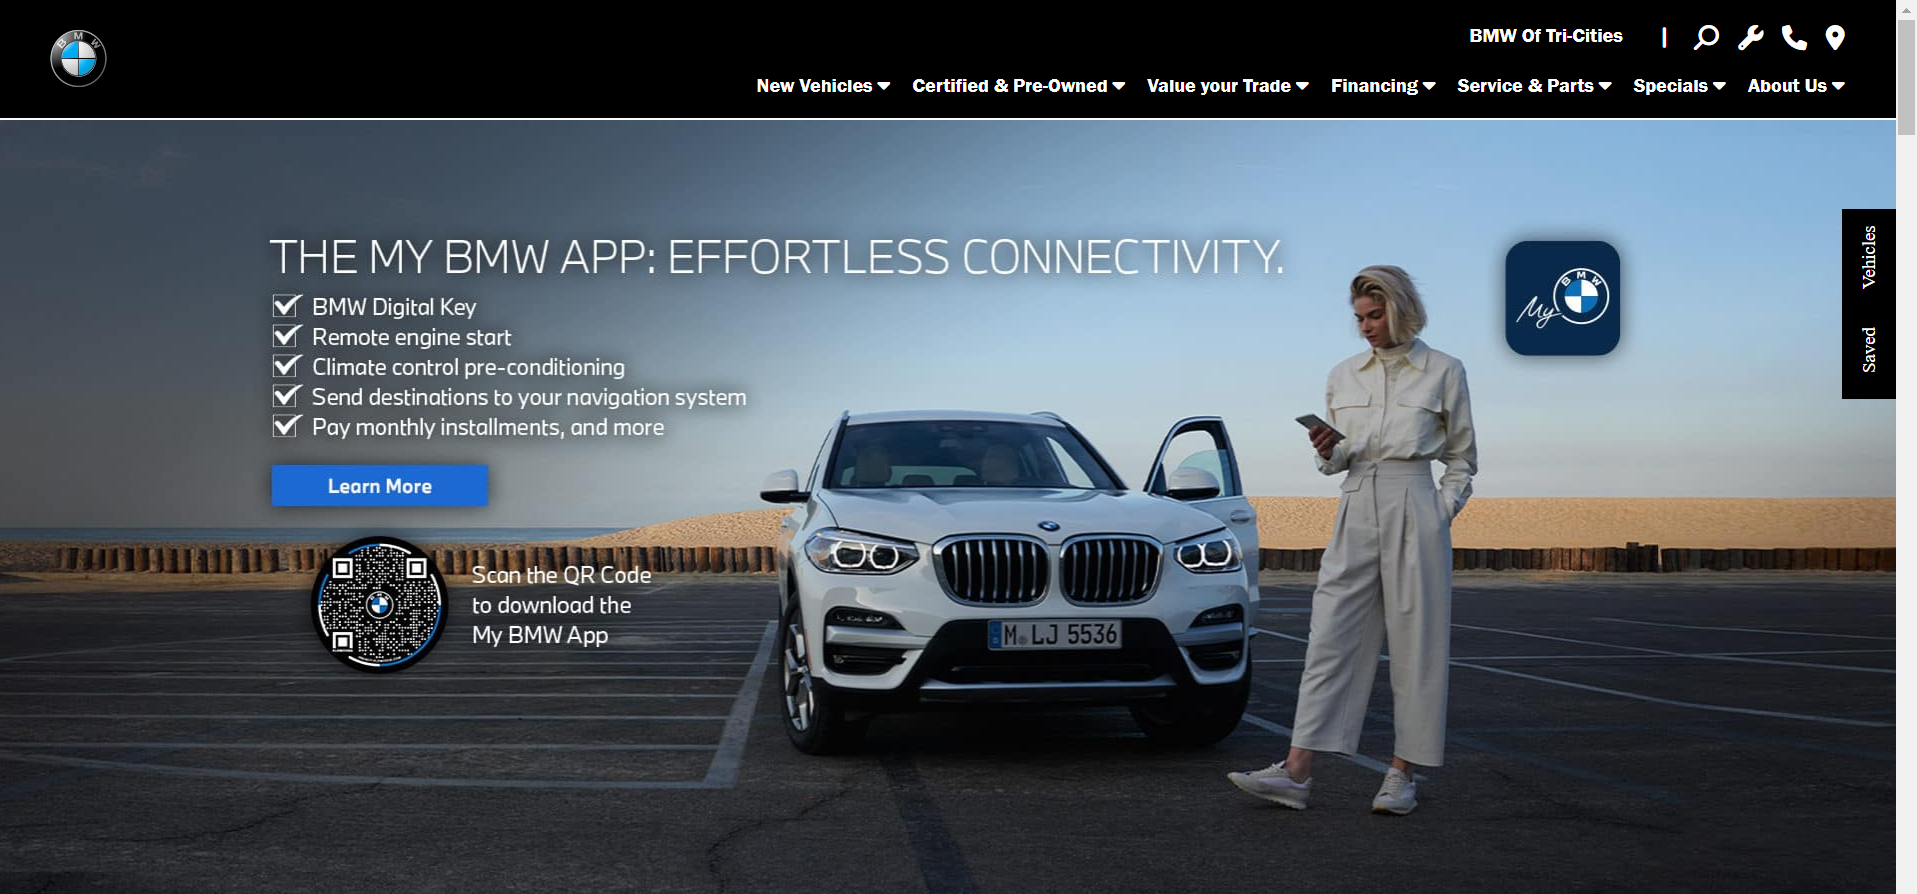 BMW
BMW Of Tri-Cities
New Vehicles
Certified & Pre-Owned
Value your Trade
Financing
Service & Parts
Specials
About Us
THE MY BMW APP: EFFORTLESS CONNECTIVITY.
BMW Digital Key
Remote engine start
Climate control pre-conditioning
Send destinations to your navigation system
Pay monthly installments, and more
Learn More
Scan the QR Code
to download the
My BMW App
M LJ 5536
My BMW
Saved Vehicles